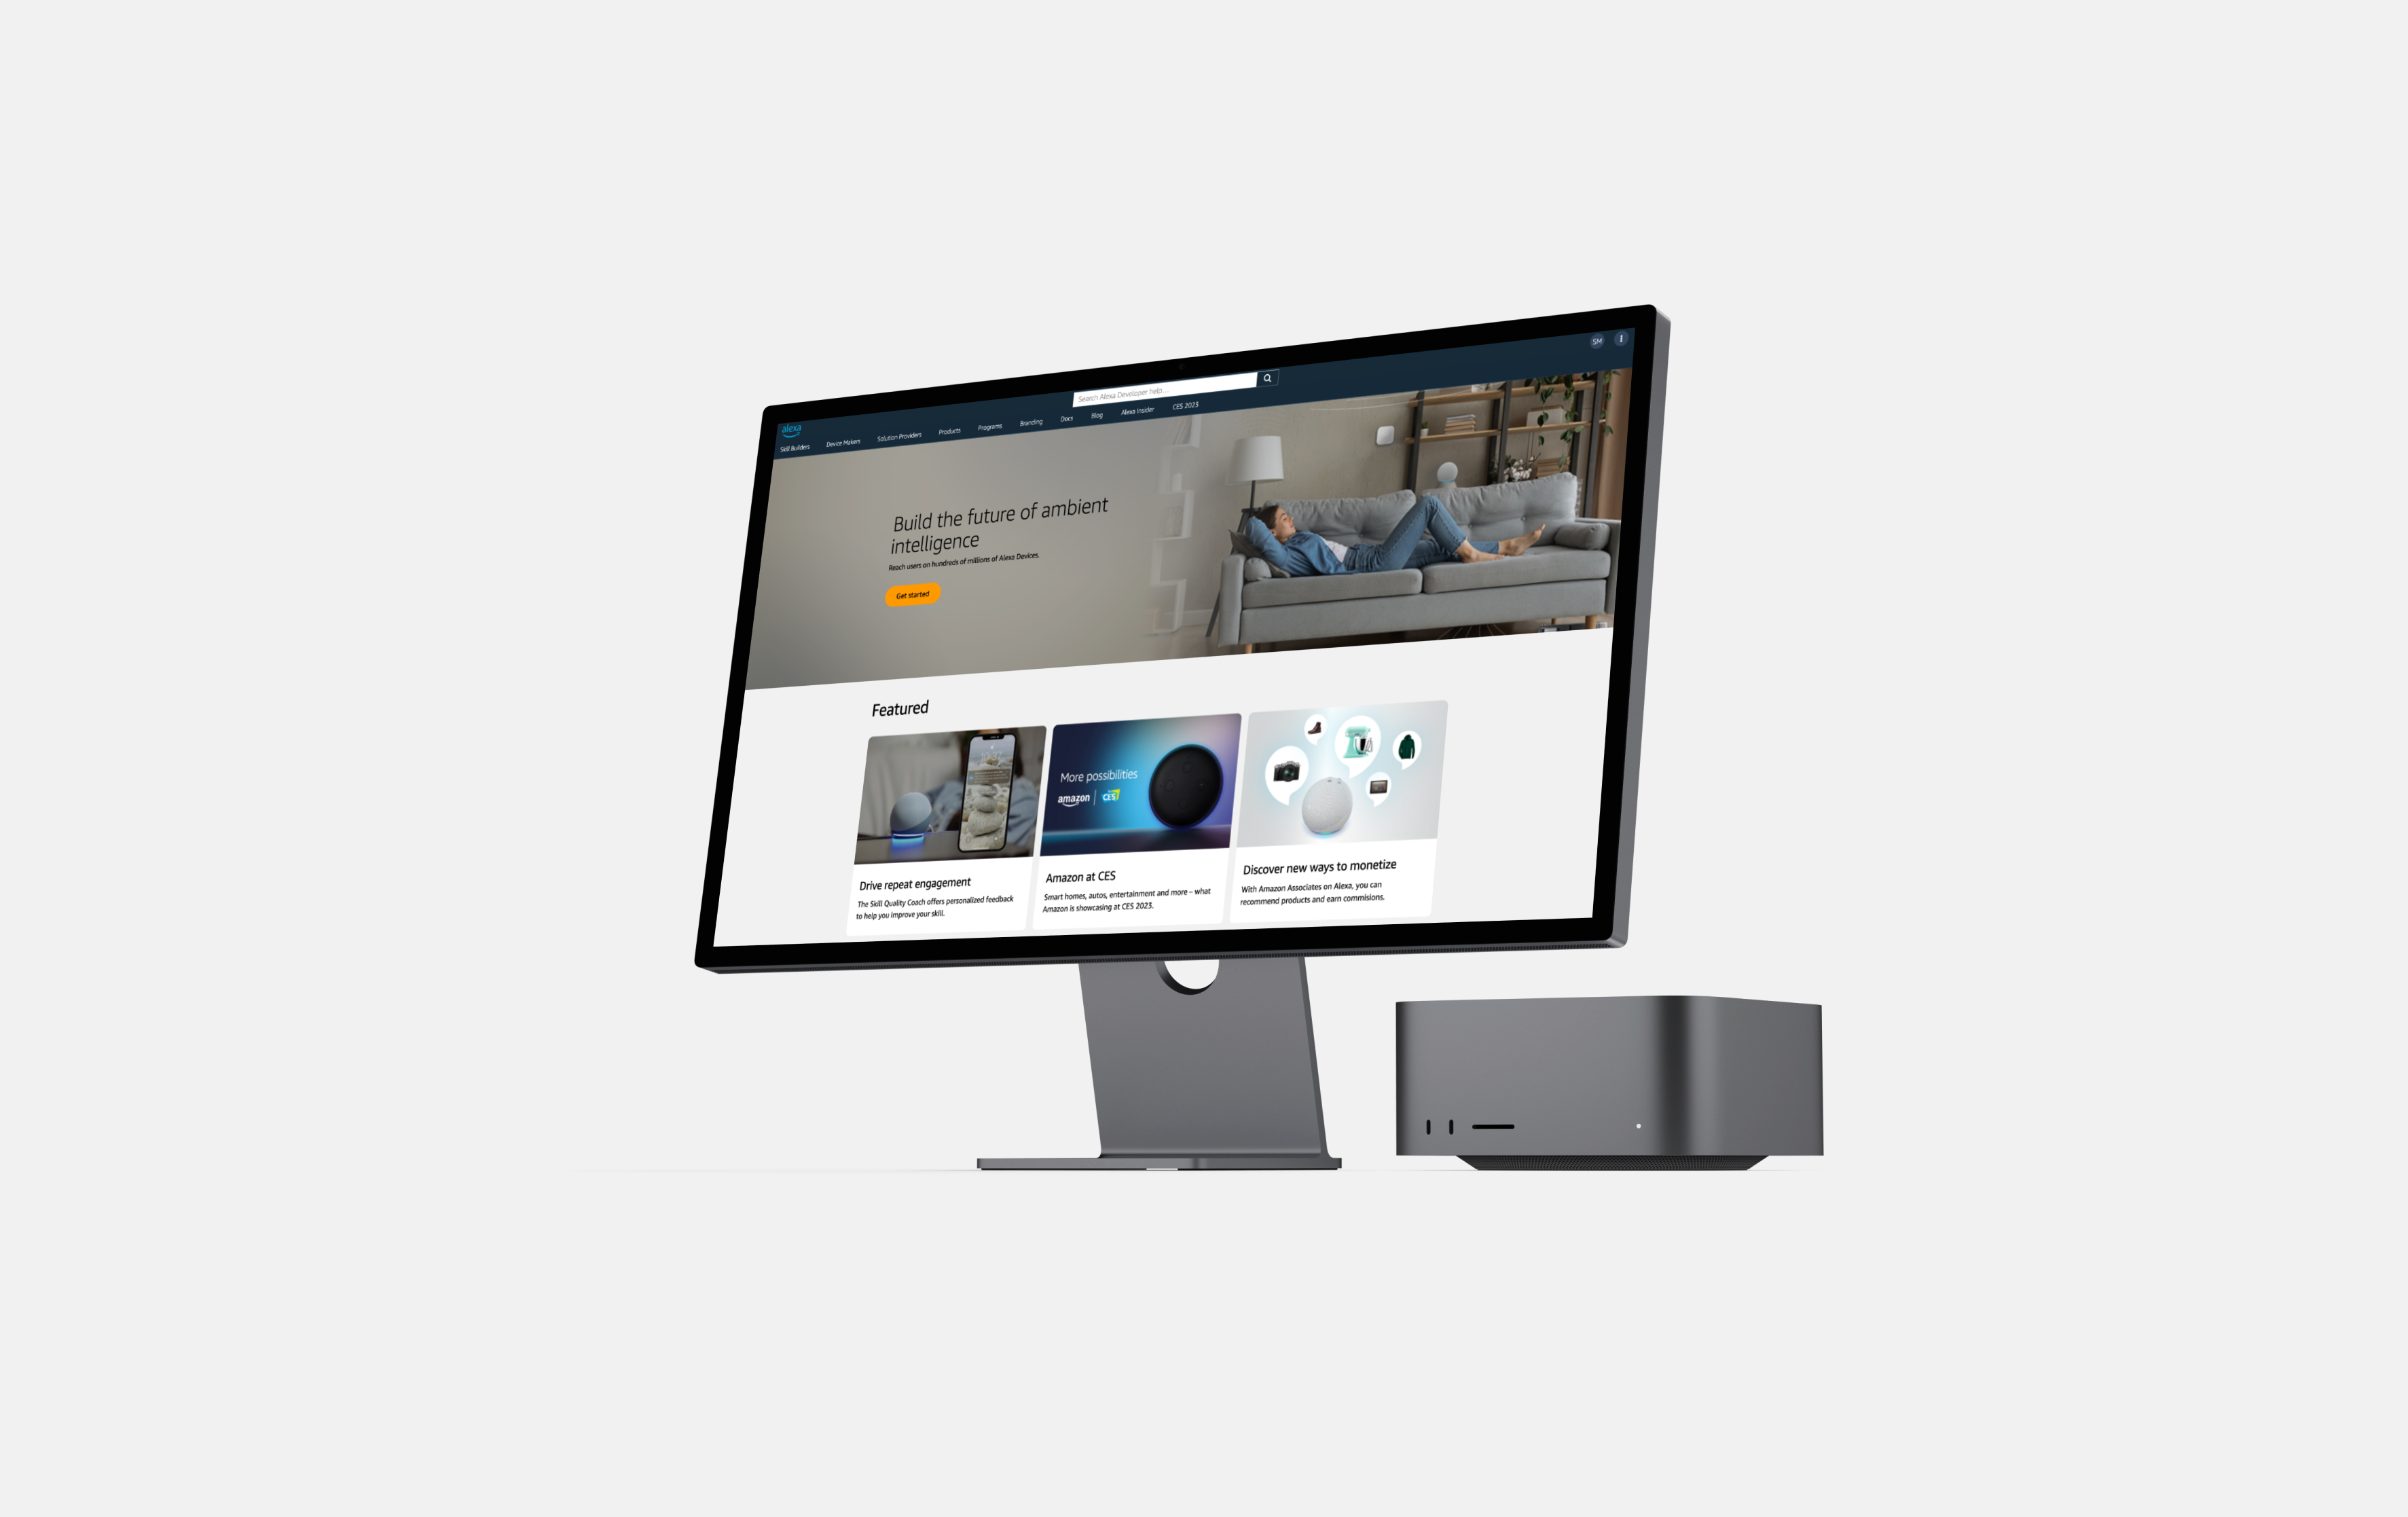 SM
Search Alexa Developer help...
alexa
Skill Builders Device Makers Solution Providers Products Programs Branding Docs Blog Alexa Insider CES 2023
Build the future of ambient
intelligence
Reach users on hundreds of millions of Alexa Devices.
Get started
Featured
More possibilities
amazon | CES
Drive repeat engagement
The Skill Quality Coach offers personalized feedback
to help you improve your skill.
Amazon at CES
Smart homes, autos, entertainment and more – what
Amazon is showcasing at CES 2023.
Discover new ways to monetize
With Amazon Associates on Alexa, you can
recommend products and earn commisions.